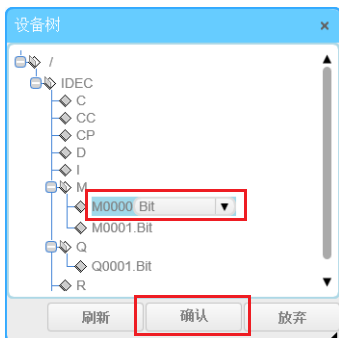 设备树 ×
/
IDEC
C
CC
CP
D
I
M
M0000 Bit ▼
M0001.Bit
Q
Q0001.Bit
R
刷新 确认 放弃